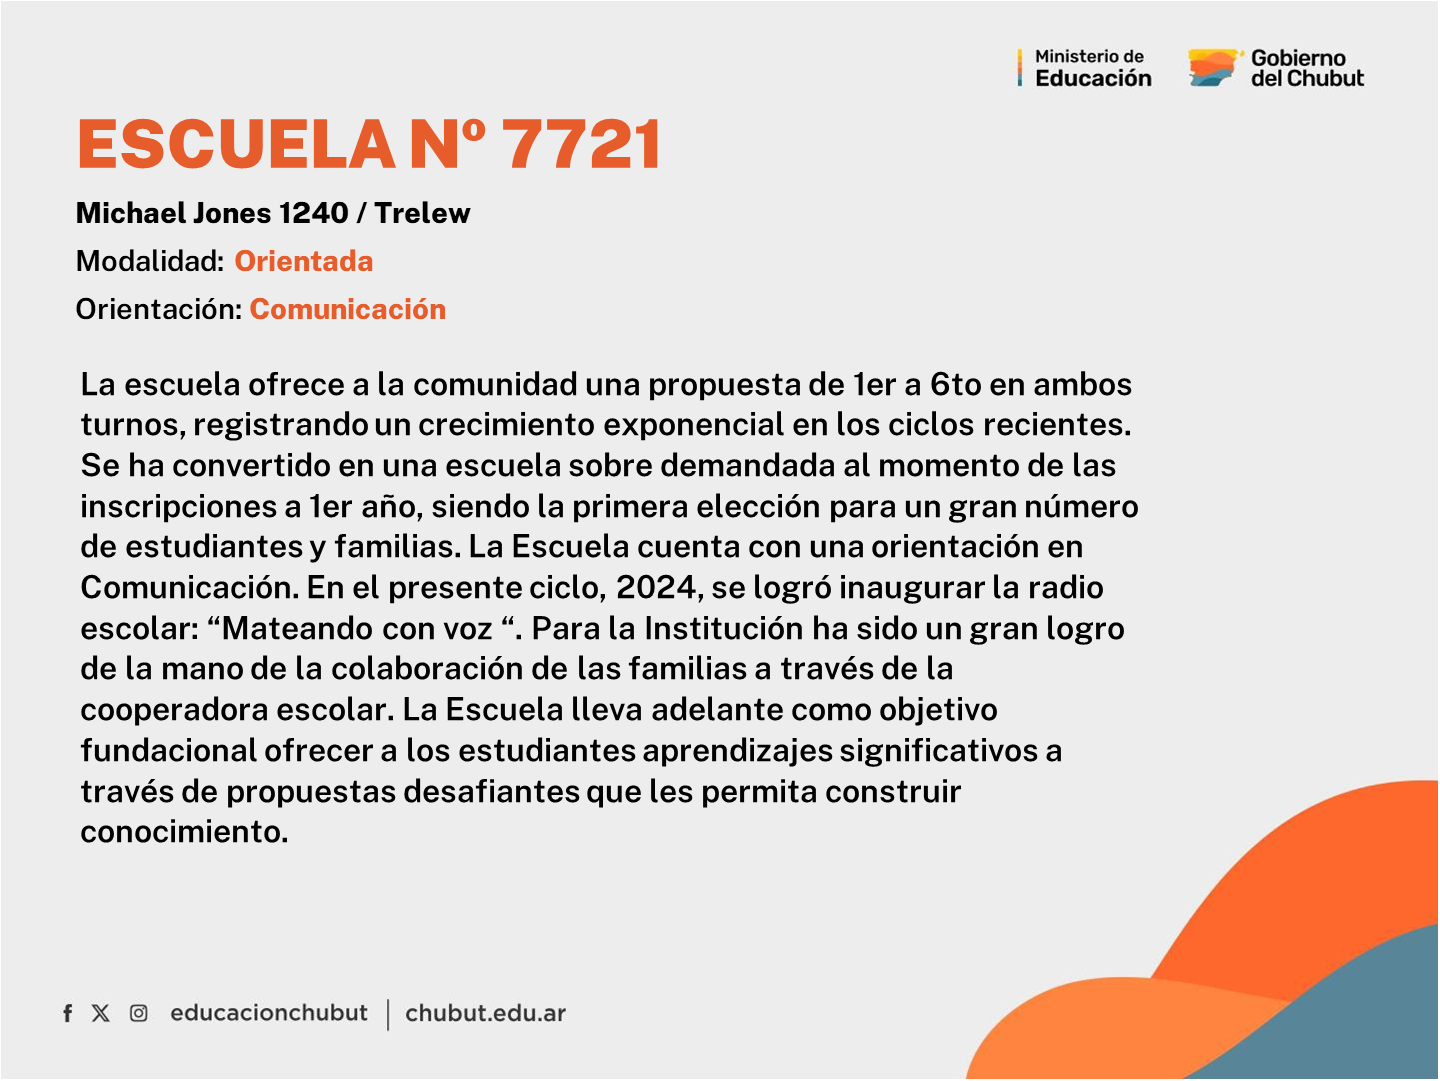 Ministerio de
Educación
Gobierno
del Chubut
ESCUELA Nº 7721
Michael Jones 1240 / Trelew
Modalidad: Orientada
Orientación: Comunicación
La escuela ofrece a la comunidad una propuesta de 1er a 6to en ambos
turnos, registrando un crecimiento exponencial en los ciclos recientes.
Se ha convertido en una escuela sobre demandada al momento de las
inscripciones a 1er año, siendo la primera elección para un gran número
de estudiantes y familias. La Escuela cuenta con una orientación en
Comunicación. En el presente ciclo, 2024, se logró inaugurar la radio
escolar: “Mateando con voz “. Para la Institución ha sido un gran logro
de la mano de la colaboración de las familias a través de la
cooperadora escolar. La Escuela lleva adelante como objetivo
fundacional ofrecer a los estudiantes aprendizajes significativos a
través de propuestas desafiantes que les permita construir
conocimiento.
educacionchubut | chubut.edu.ar